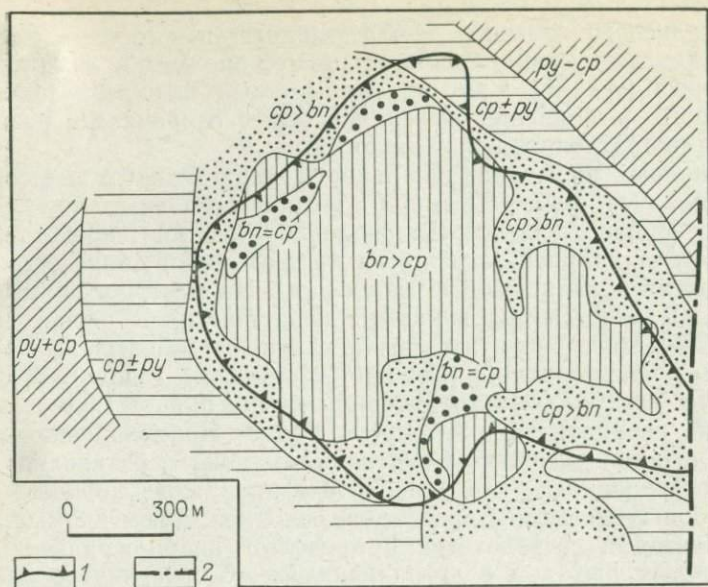 py–cp
cp>bn
cp±py
bn=cp
cp>bn
bn>cp
py+cp
cp±py
bn=cp
cp>bn
0 300 м
1 2